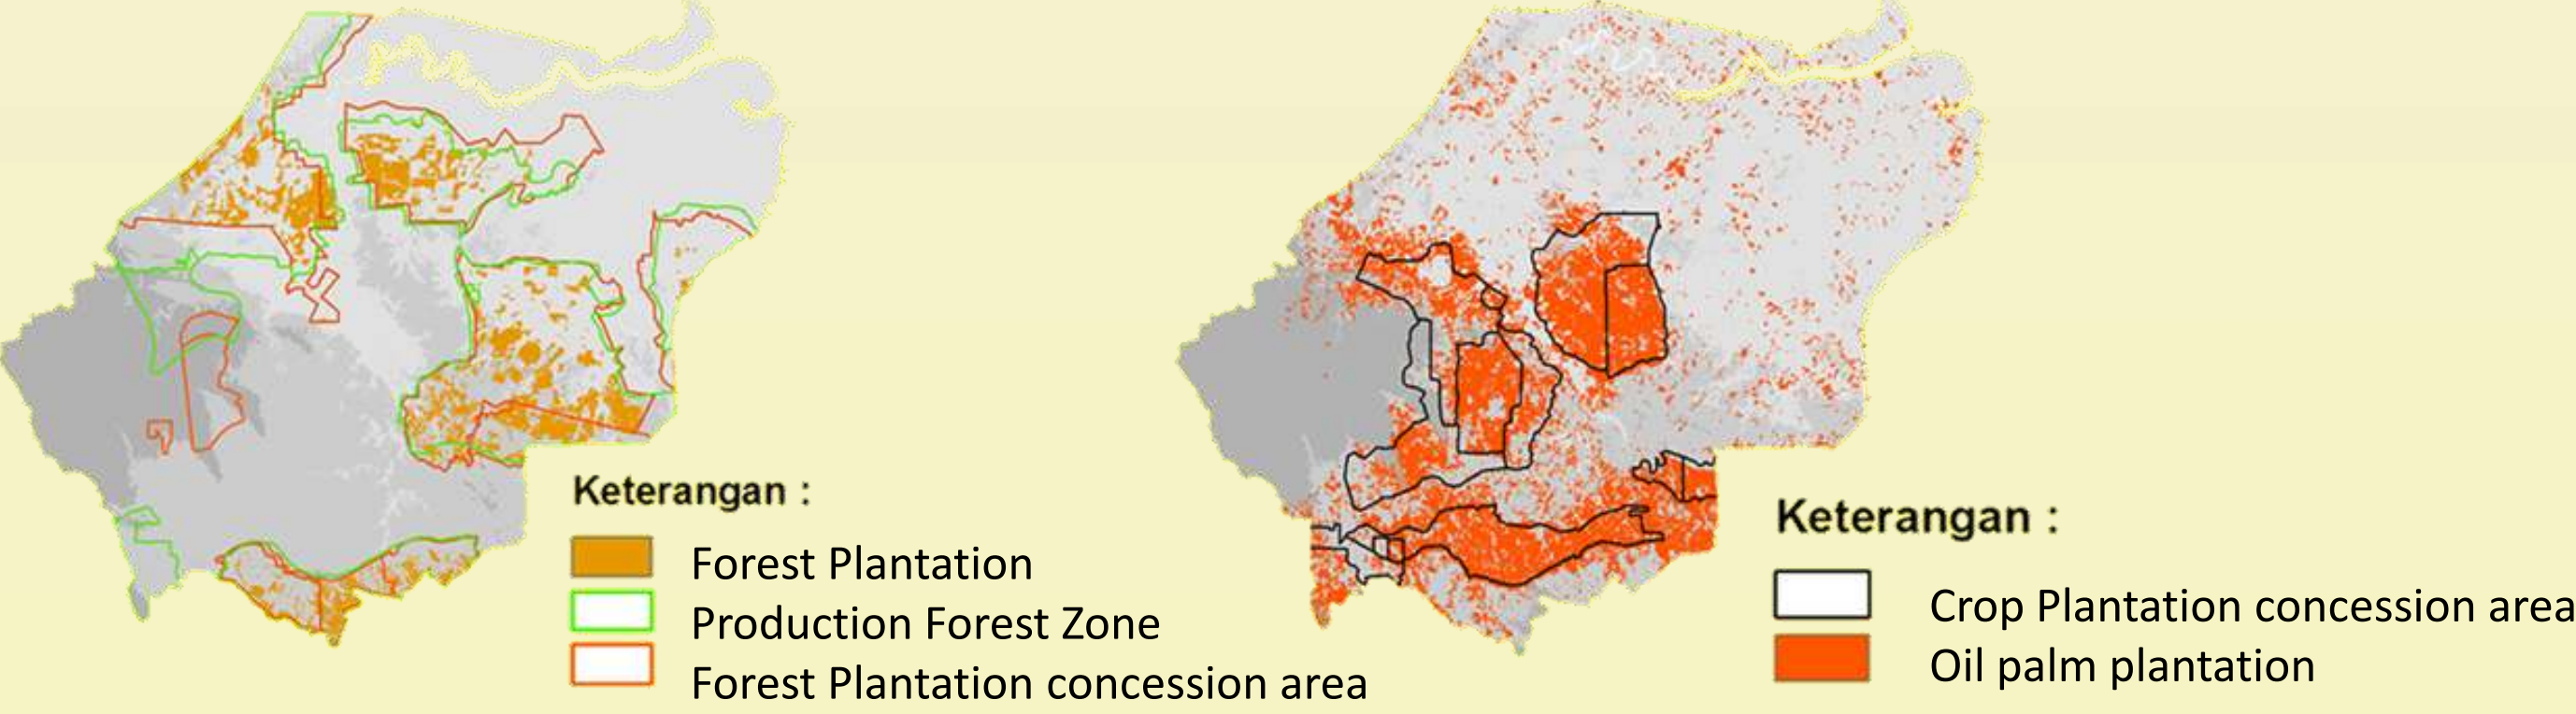 Keterangan :
Forest Plantation
Production Forest Zone
Forest Plantation concession area
Keterangan :
Crop Plantation concession area
Oil palm plantation